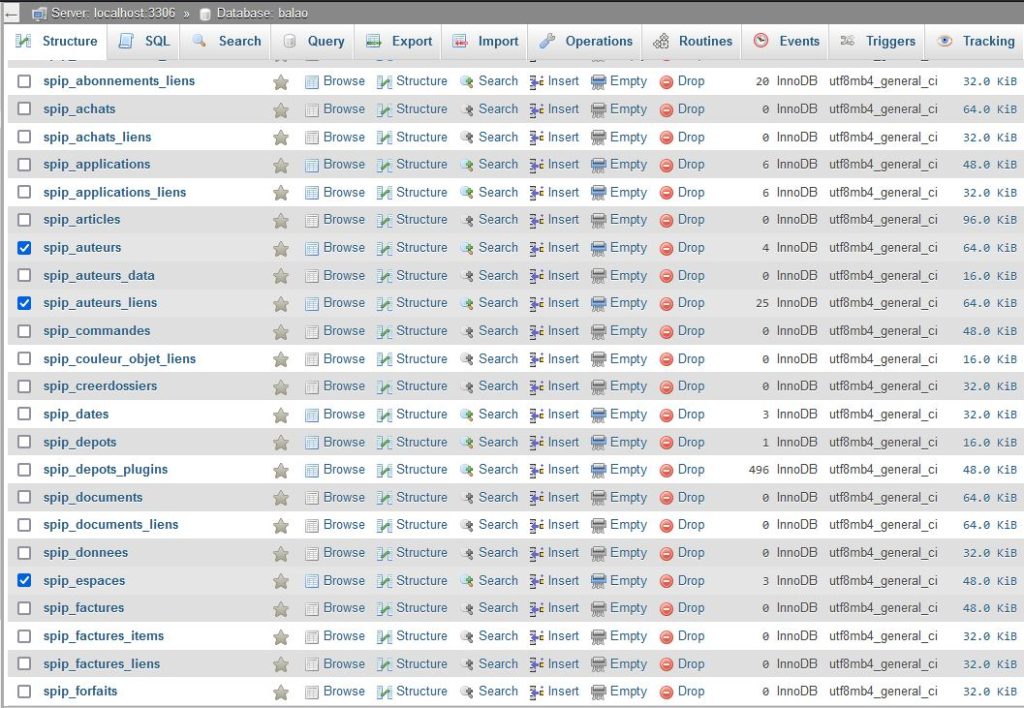 Server: localhost:3306 » Database: balao
Structure SQL Search Query Export Import Operations Routines Events Triggers Tracking
spip_abonnements_liens Browse Structure Search Insert Empty Drop 20 InnoDB utf8mb4_general_ci 32.0 KiB
spip_achats Browse Structure Search Insert Empty Drop 0 InnoDB utf8mb4_general_ci 64.0 KiB
spip_achats_liens Browse Structure Search Insert Empty Drop 0 InnoDB utf8mb4_general_ci 32.0 KiB
spip_applications Browse Structure Search Insert Empty Drop 6 InnoDB utf8mb4_general_ci 48.0 KiB
spip_applications_liens Browse Structure Search Insert Empty Drop 6 InnoDB utf8mb4_general_ci 32.0 KiB
spip_articles Browse Structure Search Insert Empty Drop 0 InnoDB utf8mb4_general_ci 96.0 KiB
spip_auteurs Browse Structure Search Insert Empty Drop 4 InnoDB utf8mb4_general_ci 64.0 KiB
spip_auteurs_data Browse Structure Search Insert Empty Drop 0 InnoDB utf8mb4_general_ci 16.0 KiB
spip_auteurs_liens Browse Structure Search Insert Empty Drop 25 InnoDB utf8mb4_general_ci 64.0 KiB
spip_commandes Browse Structure Search Insert Empty Drop 0 InnoDB utf8mb4_general_ci 48.0 KiB
spip_couleur_objet_liens Browse Structure Search Insert Empty Drop 0 InnoDB utf8mb4_general_ci 16.0 KiB
spip_creerdossiers Browse Structure Search Insert Empty Drop 0 InnoDB utf8mb4_general_ci 32.0 KiB
spip_dates Browse Structure Search Insert Empty Drop 3 InnoDB utf8mb4_general_ci 32.0 KiB
spip_depots Browse Structure Search Insert Empty Drop 1 InnoDB utf8mb4_general_ci 16.0 KiB
spip_depots_plugins Browse Structure Search Insert Empty Drop 496 InnoDB utf8mb4_general_ci 48.0 KiB
spip_documents Browse Structure Search Insert Empty Drop 0 InnoDB utf8mb4_general_ci 64.0 KiB
spip_documents_liens Browse Structure Search Insert Empty Drop 0 InnoDB utf8mb4_general_ci 64.0 KiB
spip_donnees Browse Structure Search Insert Empty Drop 0 InnoDB utf8mb4_general_ci 32.0 KiB
spip_espaces Browse Structure Search Insert Empty Drop 3 InnoDB utf8mb4_general_ci 48.0 KiB
spip_factures Browse Structure Search Insert Empty Drop 0 InnoDB utf8mb4_general_ci 48.0 KiB
spip_factures_items Browse Structure Search Insert Empty Drop 0 InnoDB utf8mb4_general_ci 32.0 KiB
spip_factures_liens Browse Structure Search Insert Empty Drop 0 InnoDB utf8mb4_general_ci 32.0 KiB
spip_forfaits Browse Structure Search Insert Empty Drop 0 InnoDB utf8mb4_general_ci 32.0 KiB